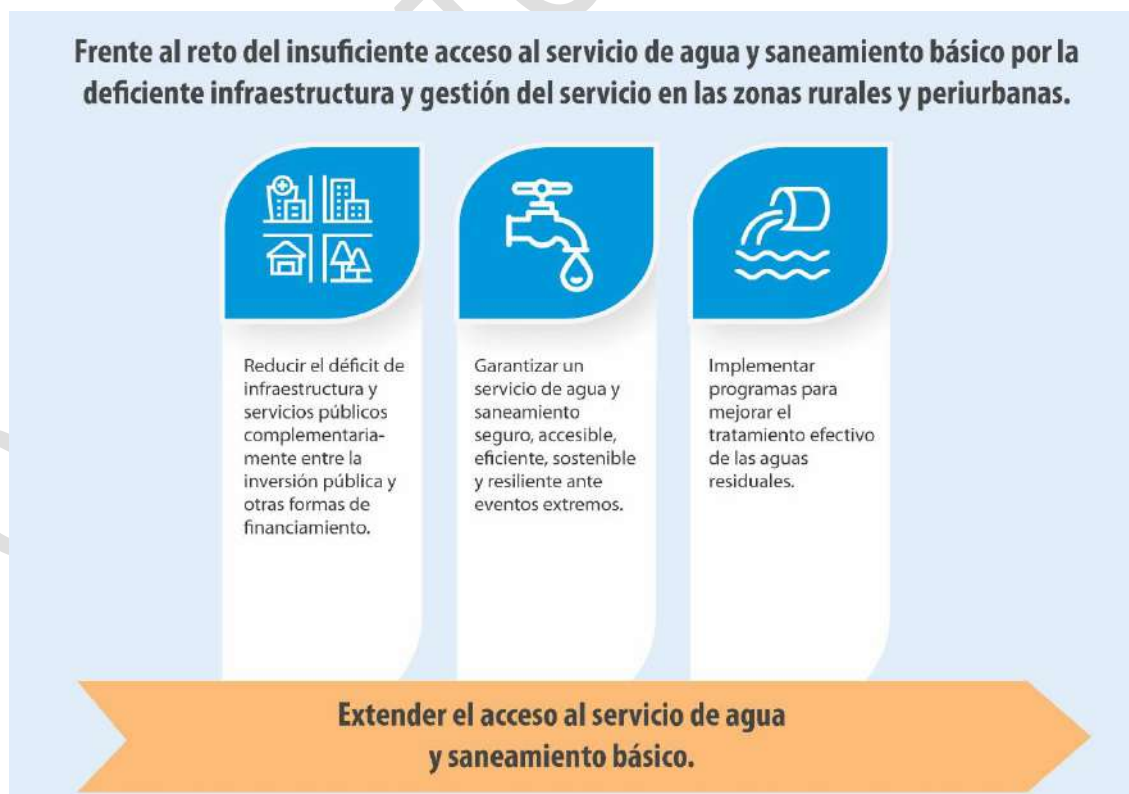 Frente al reto del insuficiente acceso al servicio de agua y saneamiento básico por la
deficiente infraestructura y gestión del servicio en las zonas rurales y periurbanas.
Reducir el déficit de
infraestructura y
servicios públicos
complementaria-
mente entre la
inversión pública y
otras formas de
financiamiento.
Garantizar un
servicio de agua y
saneamiento
seguro, accesible,
eficiente, sostenible
y resiliente ante
eventos extremos.
Implementar
programas para
mejorar el
tratamiento efectivo
de las aguas
residuales.
Extender el acceso al servicio de agua
y saneamiento básico.